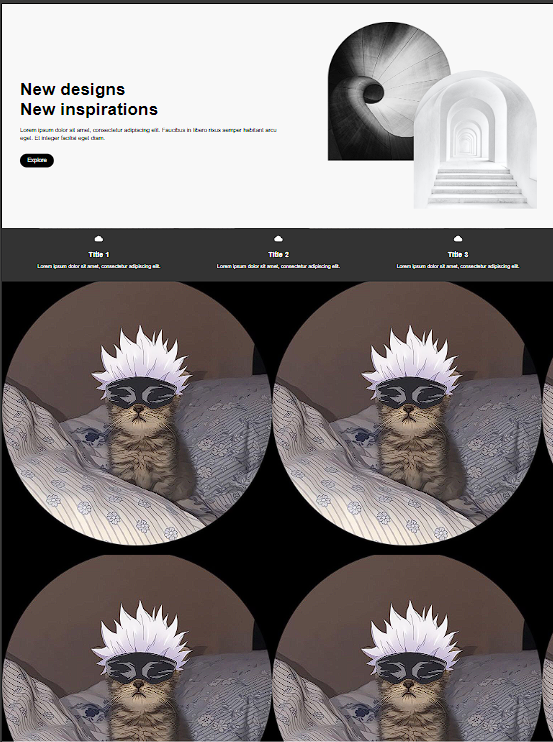 New designs
New inspirations
Lorem ipsum dolor sit amet, consectetur adipiscing elit. Faucibus in libero risus semper habitant arcu
eget. Et integer facilisi eget diam.
Explore
Title 1
Lorem ipsum dolor sit amet, consectetur adipiscing elit.
Title 2
Lorem ipsum dolor sit amet, consectetur adipiscing elit.
Title 3
Lorem ipsum dolor sit amet, consectetur adipiscing elit.